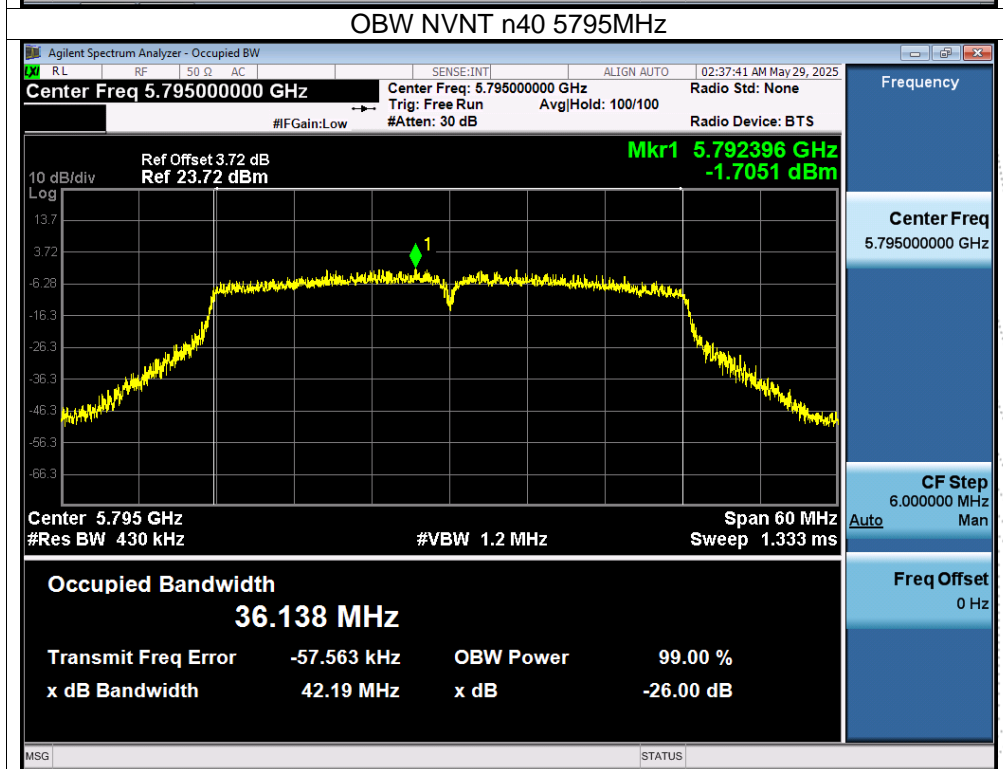 OBW NVNT n40 5795MHz
Agilent Spectrum Analyzer - Occupied BW
LXI RL RF 50 Ω AC SENSE:INT ALIGN AUTO 02:37:41 AM May 29, 2025
Center Freq 5.795000000 GHz
Center Freq: 5.795000000 GHz
Radio Std: None
Trig: Free Run Avg|Hold: 100/100
#IFGain:Low #Atten: 30 dB Radio Device: BTS
Frequency
Mkr1 5.792396 GHz
-1.7051 dBm
Ref Offset 3.72 dB
10 dB/div Ref 23.72 dBm
Log
13.7
3.72
-6.28
-16.3
-26.3
-36.3
-46.3
-56.3
-66.3
1
Center 5.795 GHz Span 60 MHz
#Res BW 430 kHz #VBW 1.2 MHz Sweep 1.333 ms
Center Freq
5.795000000 GHz
CF Step
6.000000 MHz
Auto Man
Freq Offset
0 Hz
Occupied Bandwidth
36.138 MHz
Transmit Freq Error -57.563 kHz OBW Power 99.00 %
x dB Bandwidth 42.19 MHz x dB -26.00 dB
MSG STATUS